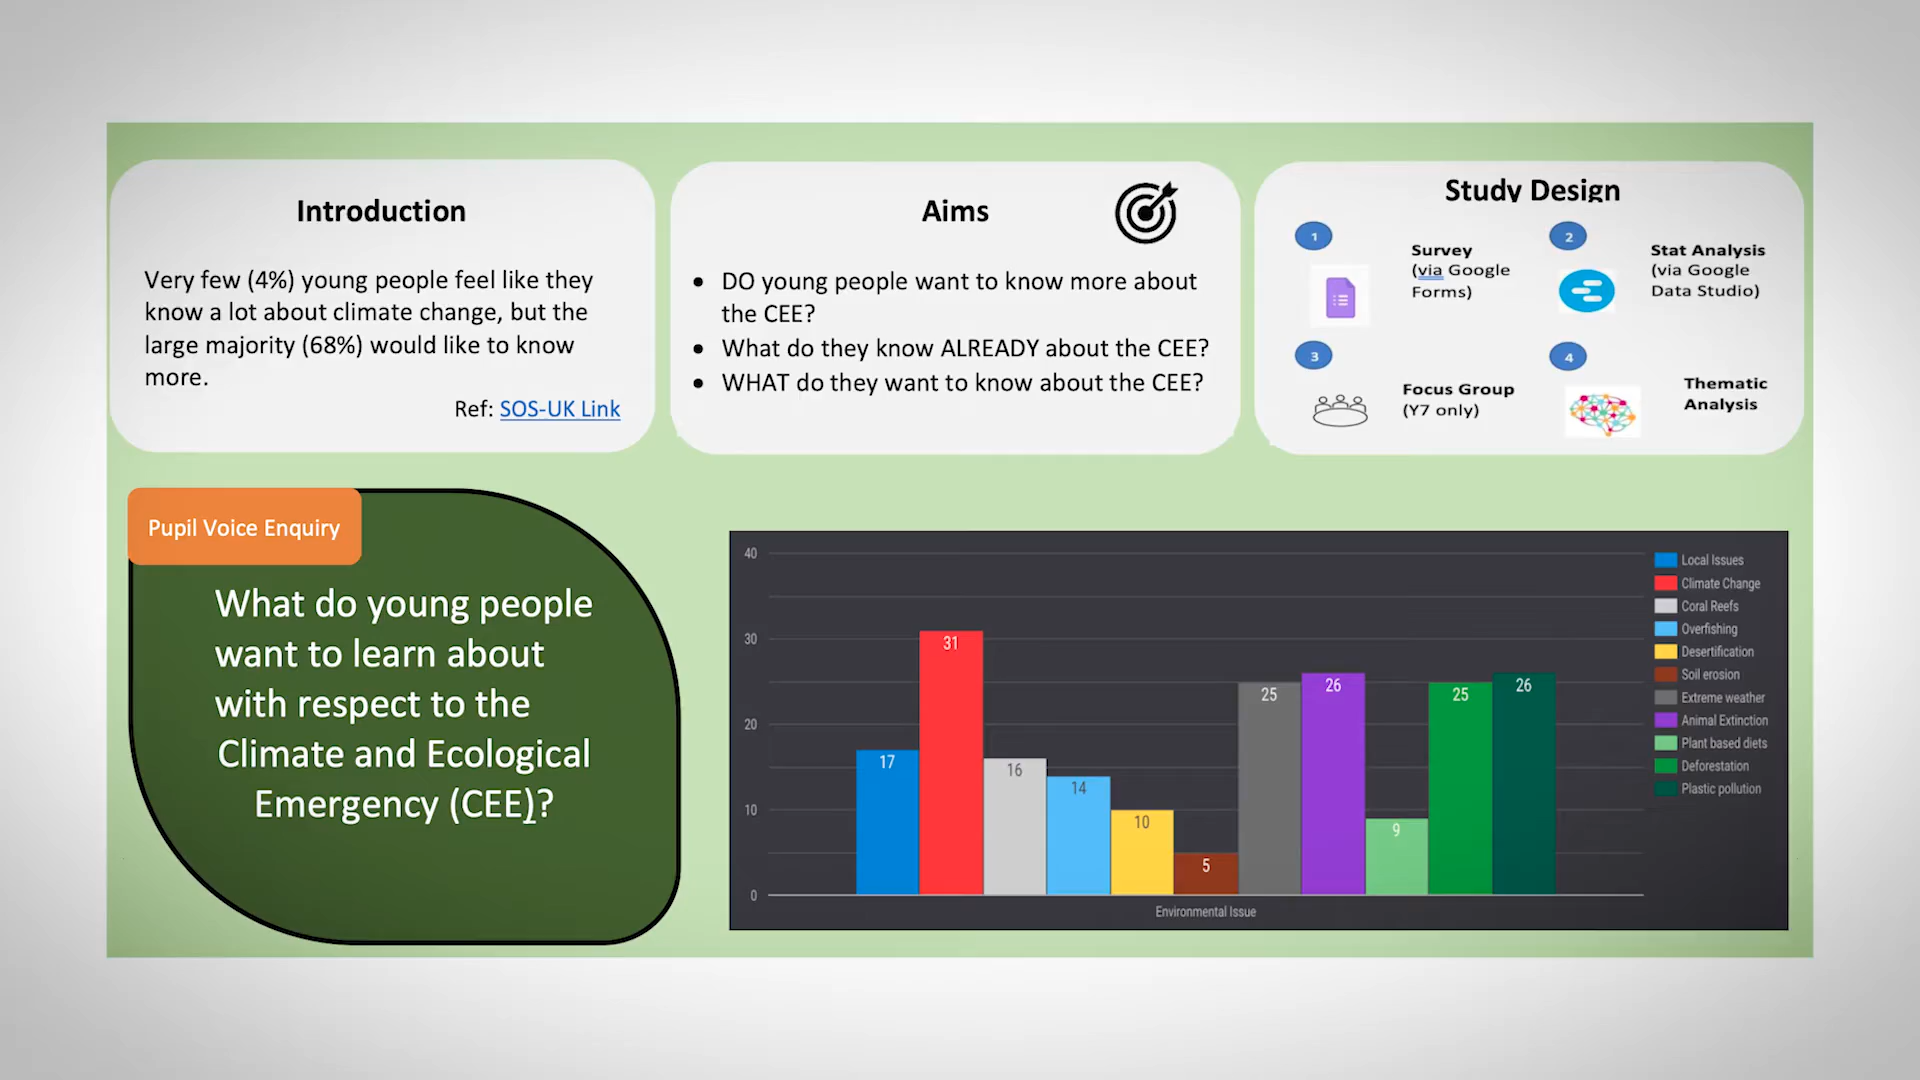 Introduction
Very few (4%) young people feel like they
know a lot about climate change, but the
large majority (68%) would like to know
more.
Ref: SOS-UK Link
Aims
• DO young people want to know more about
the CEE?
• What do they know ALREADY about the CEE?
• WHAT do they want to know about the CEE?
Study Design
1
Survey
(via Google
Forms)
2
Stat Analysis
(via Google
Data Studio)
3
Focus Group
(Y7 only)
4
Thematic
Analysis
Pupil Voice Enquiry
What do young people
want to learn about
with respect to the
Climate and Ecological
Emergency (CEE)?
40
30
20
10
0
17
31
16
14
10
5
25
26
9
25
26
Environmental Issue
Local Issues
Climate Change
Coral Reefs
Overfishing
Desertification
Soil erosion
Extreme weather
Animal Extinction
Plant based diets
Deforestation
Plastic pollution